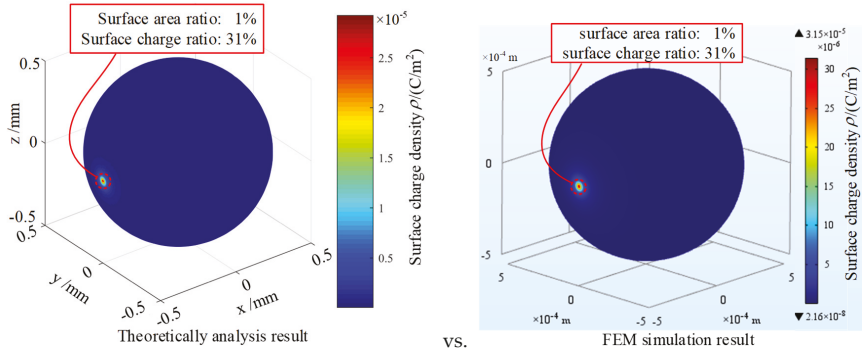 Surface area ratio: 1%
Surface charge ratio: 31%
×10⁻⁵
0.5
0
-0.5
z /mm
0.5
0
-0.5
y /mm
-0.5
0
0.5
x /mm
2.5
2
1.5
1
0.5
Surface charge density ρ/(C/m²)
Theoretically analysis result
vs.
surface area ratio: 1%
surface charge ratio: 31%
×10⁻⁴ m
5
0
-5
5
0
×10⁻⁴ m
-5
-5
0
×10⁻⁴ m
5
▲ 3.15×10⁻⁵
×10⁻⁶
30
25
20
15
10
5
▼ 2.16×10⁻⁸
Surface charge density ρ/(C/m²)
FEM simulation result